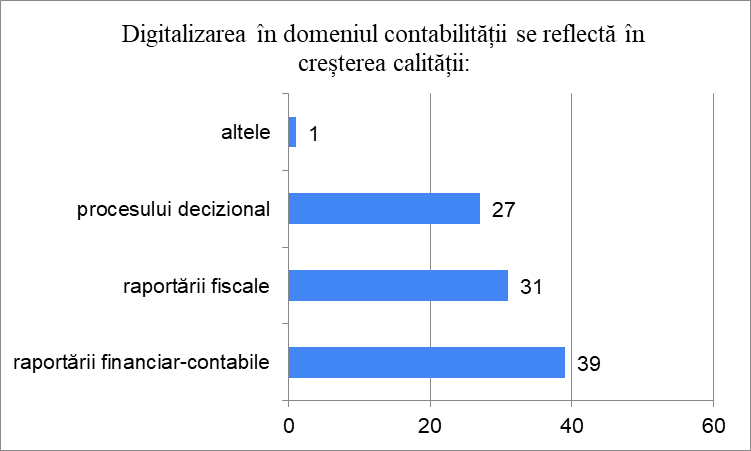 Digitalizarea în domeniul contabilității se reflectă în
creșterea calității:
altele 1
procesului decizional 27
raportării fiscale 31
raportării financiar-contabile 39
0 20 40 60